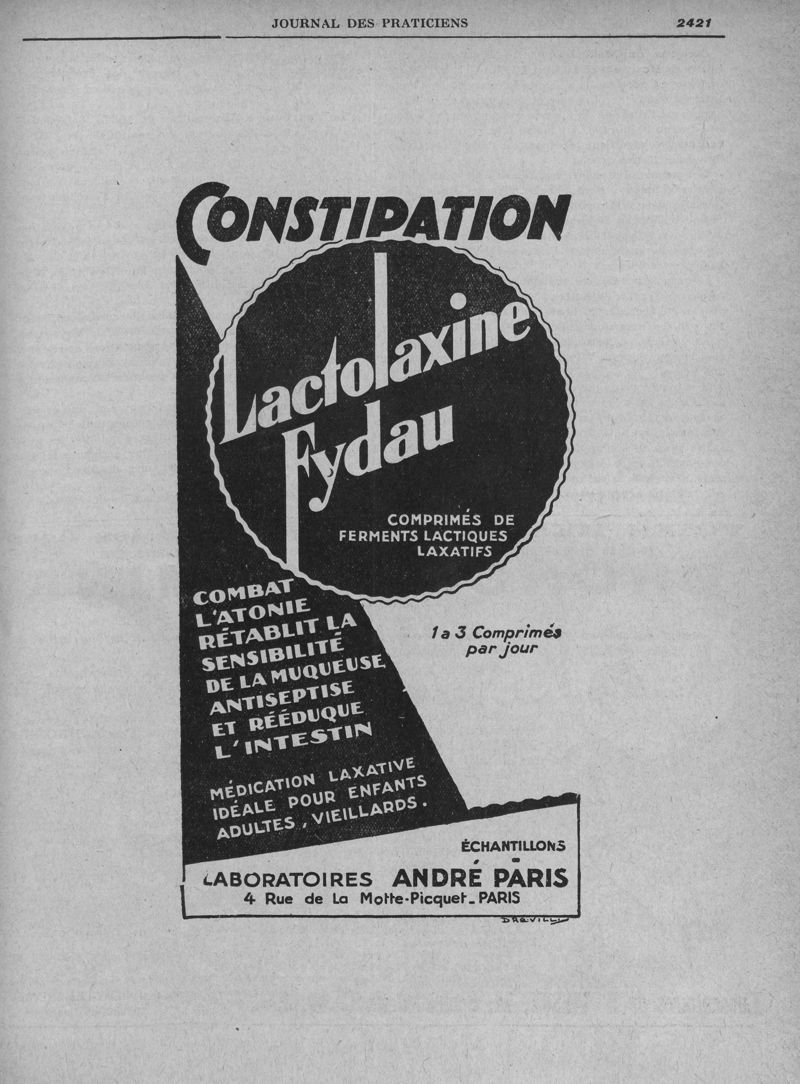 JOURNAL DES PRATICIENS
2421
CONSTIPATION
Lactolaxine
Fydau
COMPRIMÉS DE
FERMENTS LACTIQUES
LAXATIFS
COMBAT
L'ATONIE
RÉTABLIT LA
SENSIBILITÉ
DE LA MUQUEUSE
ANTISEPTISE
ET RÉÉDUQUE
L'INTESTIN
1 a 3 Comprimés
par jour
MÉDICATION LAXATIVE
IDÉALE POUR ENFANTS
ADULTES, VIEILLARDS.
ÉCHANTILLONS
LABORATOIRES ANDRÉ PARIS
4 Rue de La Motte-Picquet_PARIS